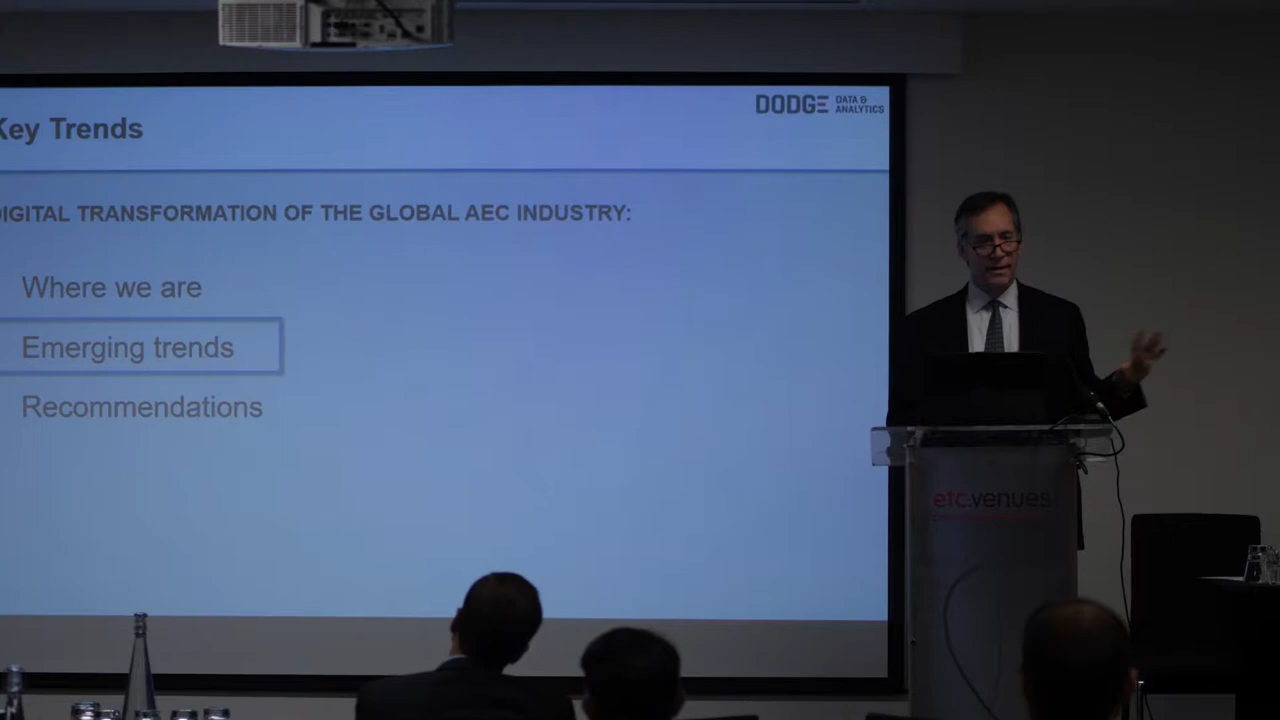 DODGE DATA &
ANALYTICS
Key Trends
DIGITAL TRANSFORMATION OF THE GLOBAL AEC INDUSTRY:
Where we are
Emerging trends
Recommendations
etc.venues